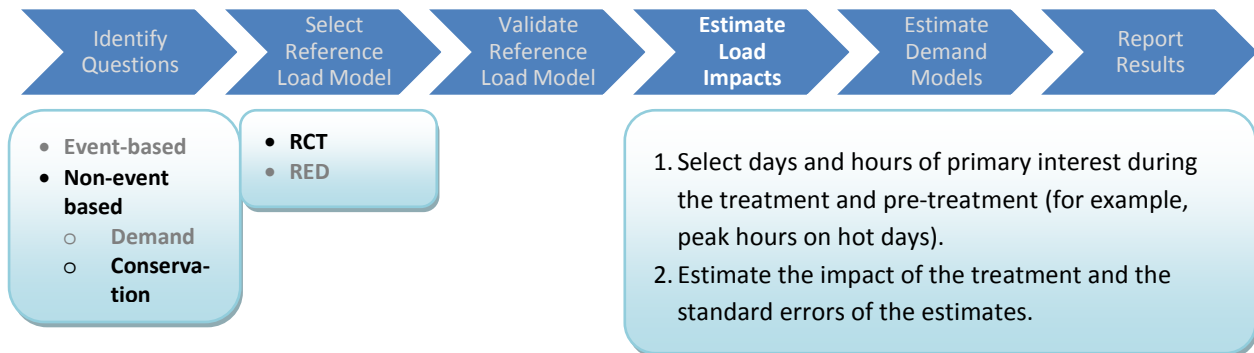 Identify
Questions
Select
Reference
Load Model
Validate
Reference
Load Model
Estimate
Load
Impacts
Estimate
Demand
Models
Report
Results
• Event-based
• Non-event
based
o Demand
o Conserva-
tion
• RCT
• RED
1. Select days and hours of primary interest during
the treatment and pre-treatment (for example,
peak hours on hot days).
2. Estimate the impact of the treatment and the
standard errors of the estimates.